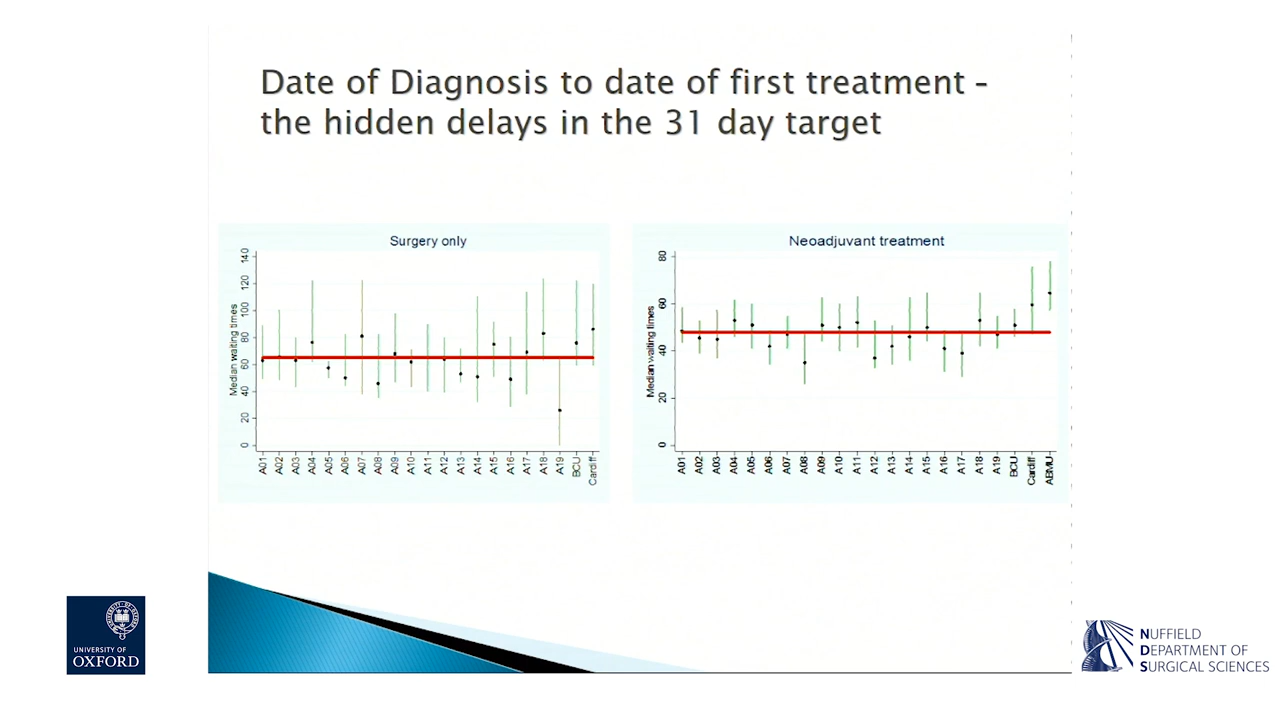 Date of Diagnosis to date of first treatment -
the hidden delays in the 31 day target
Surgery only
Median waiting times
140
120
100
80
60
40
20
0
A01
A02
A03
A04
A05
A06
A07
A08
A09
A10
A11
A12
A13
A14
A15
A16
A17
A18
A19
BCU
Cardiff
Neoadjuvant treatment
Median waiting times
80
60
40
20
0
A01
A02
A03
A04
A05
A06
A07
A08
A09
A10
A11
A12
A13
A14
A15
A16
A17
A18
A19
BCU
Cardiff
ABMU
UNIVERSITY OF
OXFORD
NUFFIELD
DEPARTMENT OF
SURGICAL SCIENCES